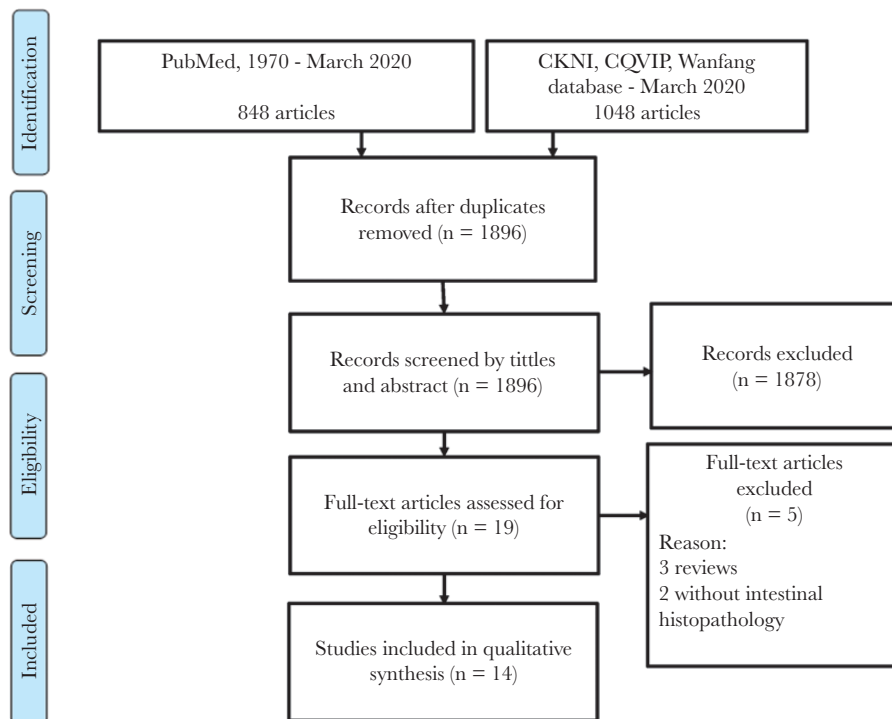 Identification
PubMed, 1970 - March 2020
848 articles
CKNI, CQVIP, Wanfang
database - March 2020
1048 articles
Screening
Records after duplicates
removed (n = 1896)
Records screened by tittles
and abstract (n = 1896)
Records excluded
(n = 1878)
Eligibility
Full-text articles assessed for
eligibility (n = 19)
Full-text articles
excluded
(n = 5)
Reason:
3 reviews
2 without intestinal
histopathology
Included
Studies included in qualitative
synthesis (n = 14)